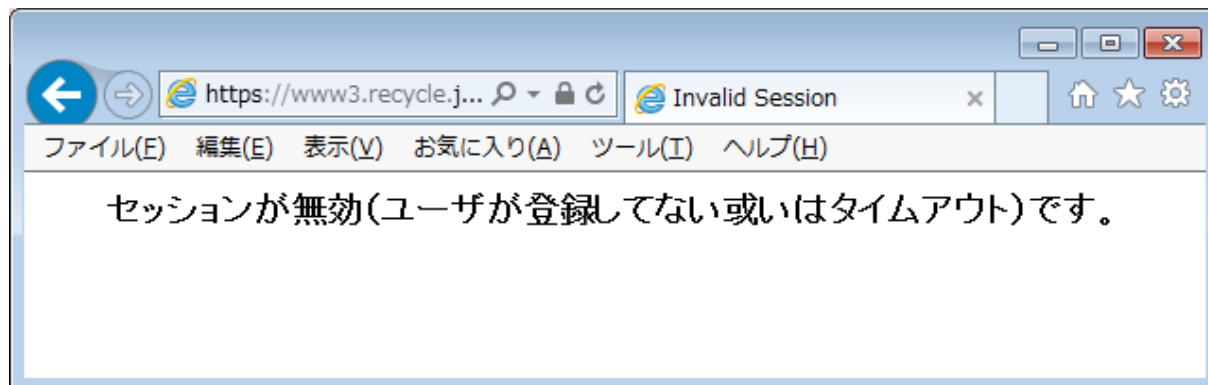 https://www3.recycle.j... Invalid Session
ファイル(F) 編集(E) 表示(V) お気に入り(A) ツール(T) ヘルプ(H)
セッションが無効(ユーザが登録してない或いはタイムアウト)です。